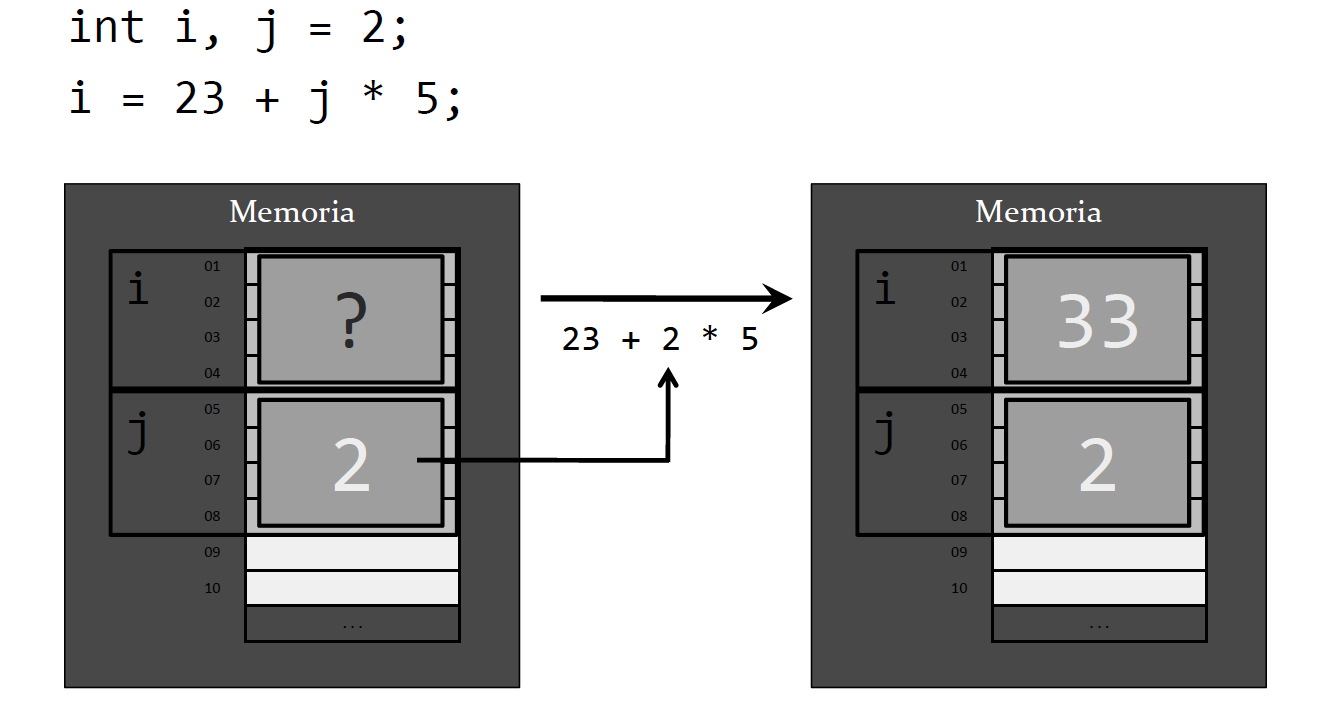 int i, j = 2;
i = 23 + j * 5;
Memoria
i
01
02
03
04
?
j
05
06
07
08
2
09
10
...
23 + 2 * 5
Memoria
i
01
02
03
04
33
j
05
06
07
08
2
09
10
...